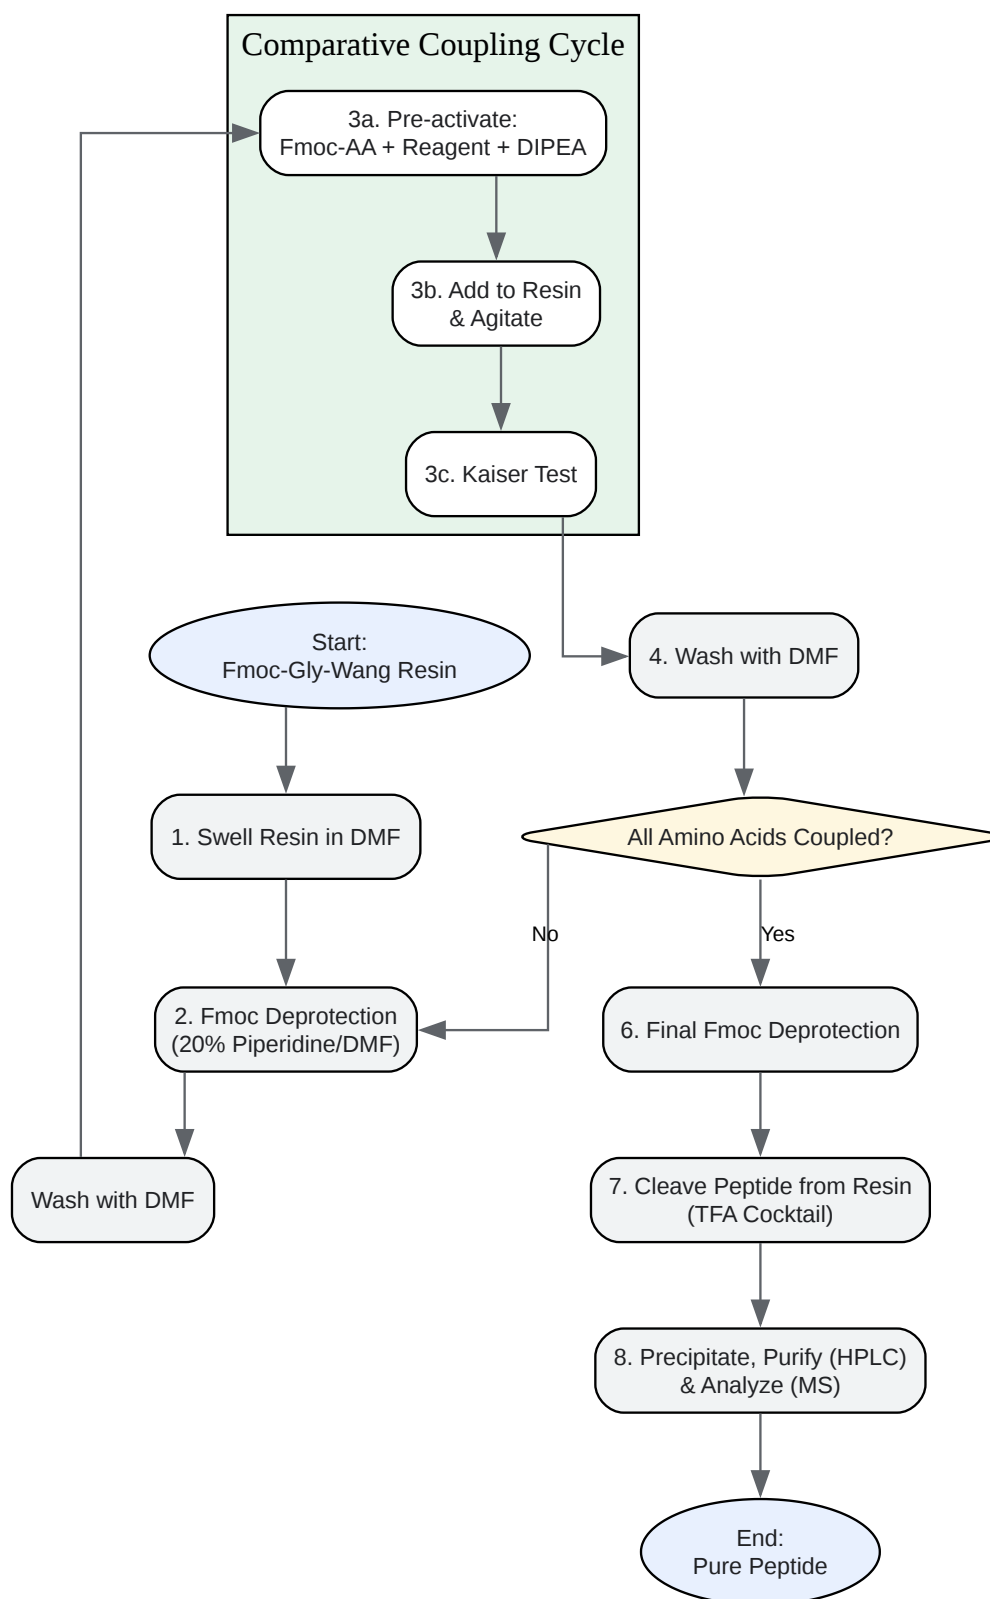 Comparative Coupling Cycle
3a. Pre-activate:
Fmoc-AA + Reagent + DIPEA
3b. Add to Resin
& Agitate
3c. Kaiser Test
Start:
Fmoc-Gly-Wang Resin
4. Wash with DMF
1. Swell Resin in DMF
All Amino Acids Coupled?
No
Yes
2. Fmoc Deprotection
(20% Piperidine/DMF)
6. Final Fmoc Deprotection
Wash with DMF
7. Cleave Peptide from Resin
(TFA Cocktail)
8. Precipitate, Purify (HPLC)
& Analyze (MS)
End:
Pure Peptide